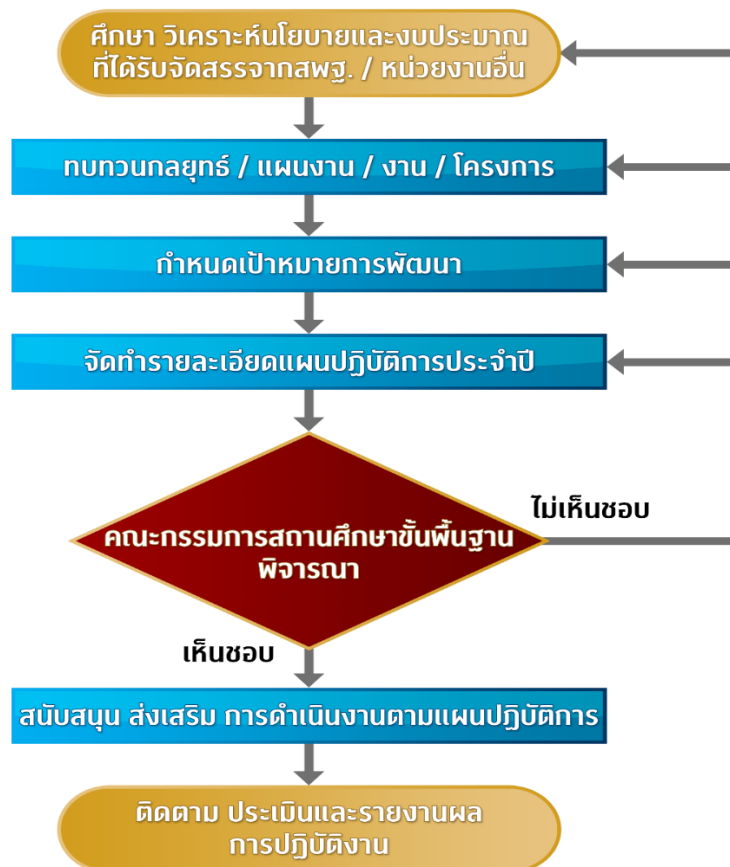 ศึกษา วิเคราะห์นโยบายและงบประมาณ
ที่ได้รับจัดสรรจากสพฐ. / หน่วยงานอื่น
ทบทวนกลยุทธ์ / แผนงาน / งาน / โครงการ
กำหนดเป้าหมายการพัฒนา
จัดทำรายละเอียดแผนปฏิบัติการประจำปี
ไม่เห็นชอบ
คณะกรรมการสถานศึกษาขั้นพื้นฐาน
พิจารณา
เห็นชอบ
สนับสนุน ส่งเสริม การดำเนินงานตามแผนปฏิบัติการ
ติดตาม ประเมินและรายงานผล
การปฏิบัติงาน